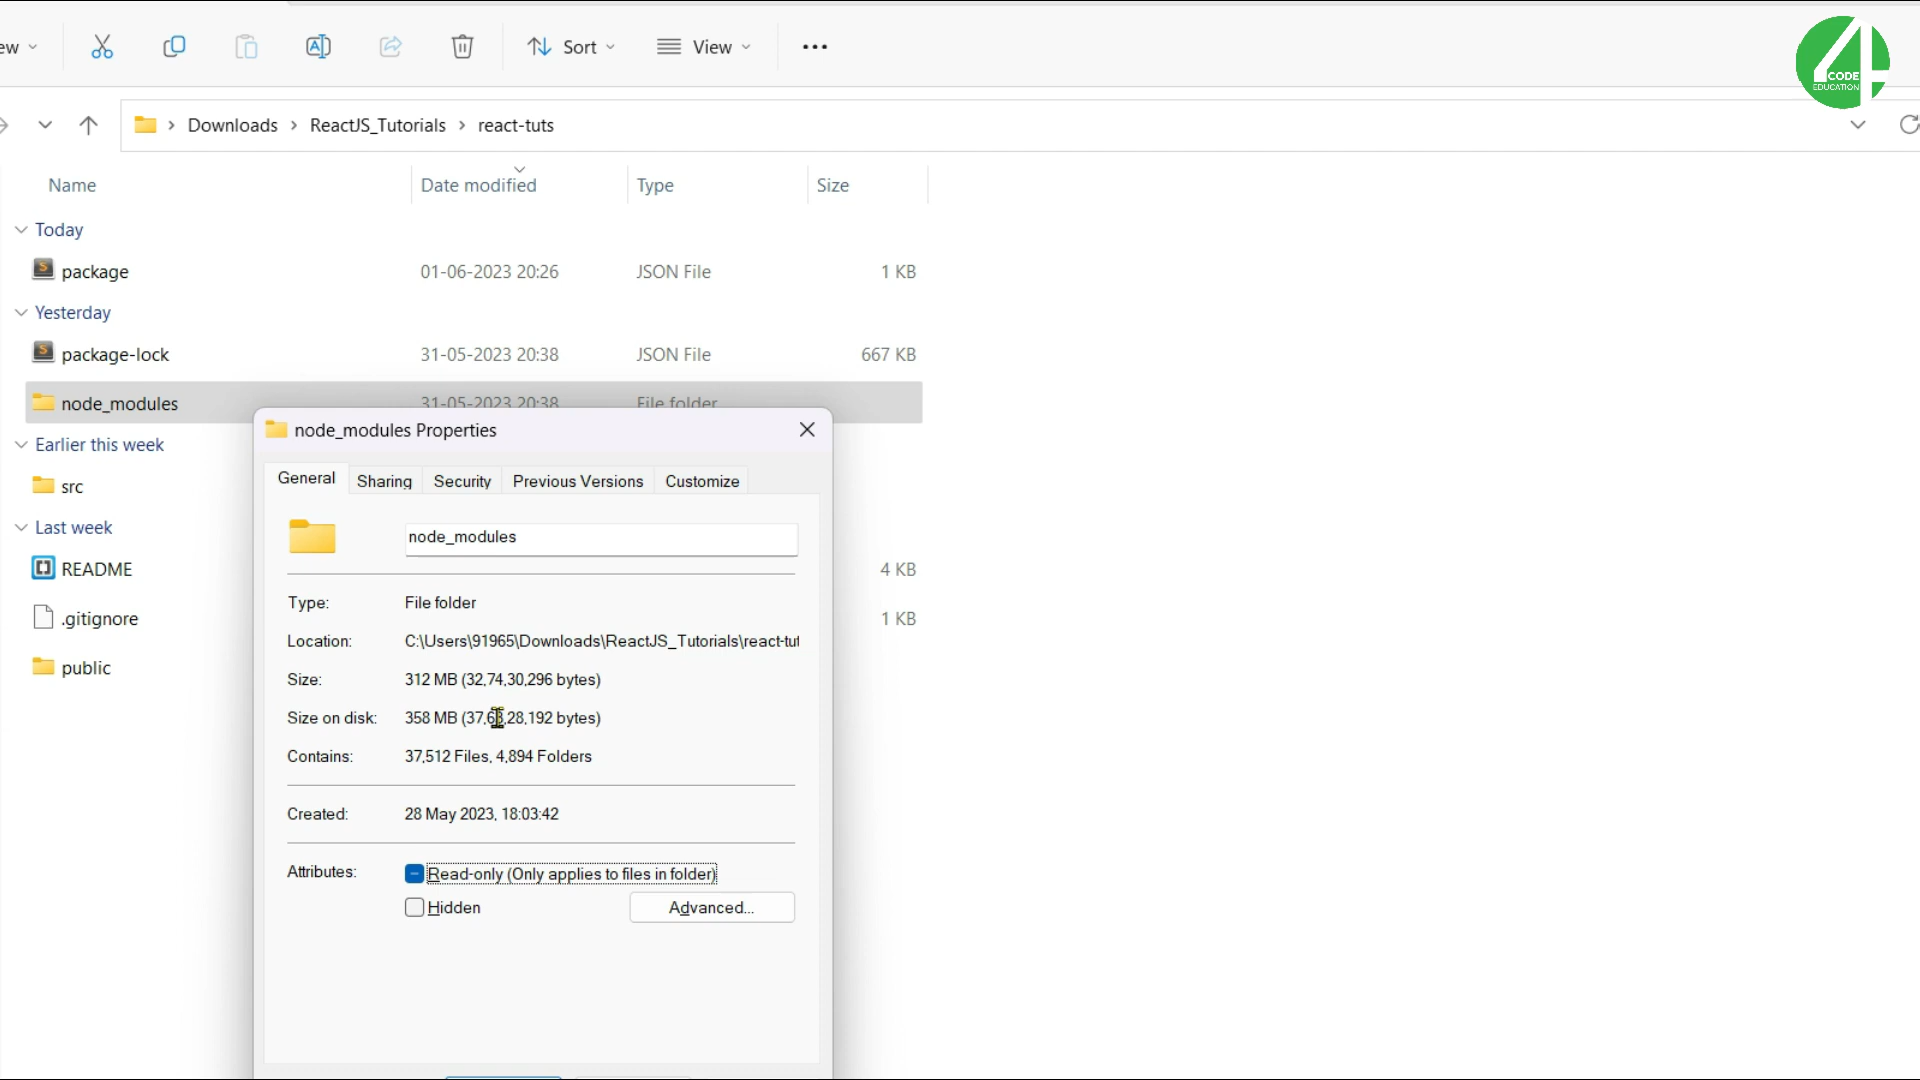 ew
Sort
View
CODE
EDUCATION
Downloads
ReactJS_Tutorials
react-tuts
Name Date modified Type Size
Today
package 01-06-2023 20:26 JSON File 1 KB
Yesterday
package-lock 31-05-2023 20:38 JSON File 667 KB
node_modules 31-05-2023 20:38 File folder
Earlier this week
src
Last week
README 4 KB
.gitignore 1 KB
public
node_modules Properties
General Sharing Security Previous Versions Customize
node_modules
Type: File folder
Location: C:\Users\91965\Downloads\ReactJS_Tutorials\react-tut
Size: 312 MB (32,74,30,296 bytes)
Size on disk: 358 MB (37,6 ,28,192 bytes)
Contains: 37,512 Files, 4,894 Folders
Created: 28 May 2023, 18:03:42
Attributes: Read-only (Only applies to files in folder)
Hidden Advanced...